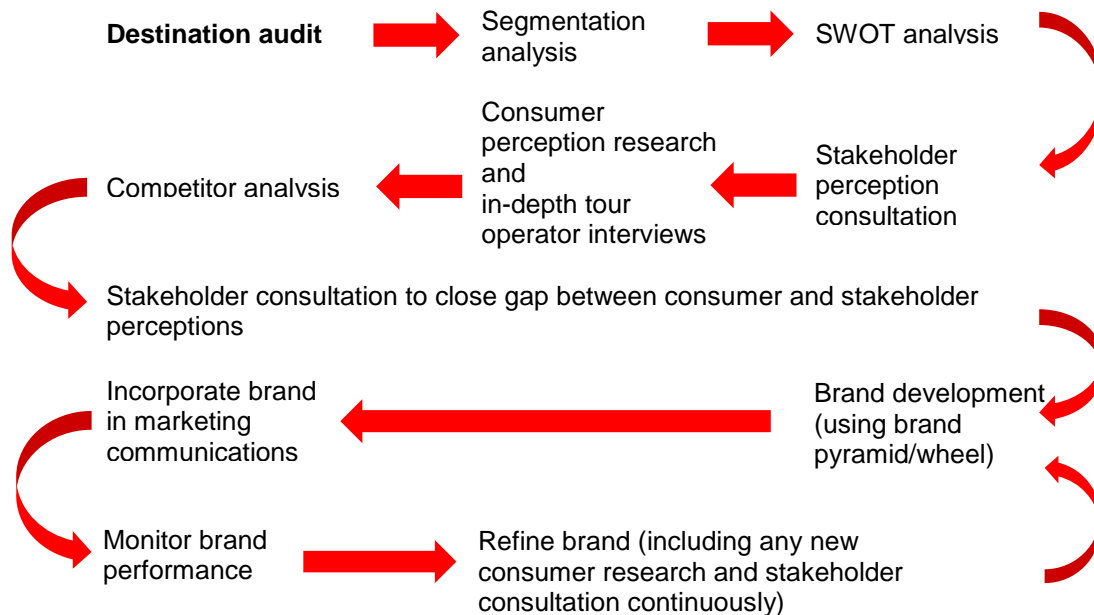 Destination audit
Segmentation
analysis
SWOT analysis
Consumer
perception research
and
in-depth tour
operator interviews
Stakeholder
perception
consultation
Competitor analysis
Stakeholder consultation to close gap between consumer and stakeholder
perceptions
Incorporate brand
in marketing
communications
Brand development
(using brand
pyramid/wheel)
Monitor brand
performance
Refine brand (including any new
consumer research and stakeholder
consultation continuously)